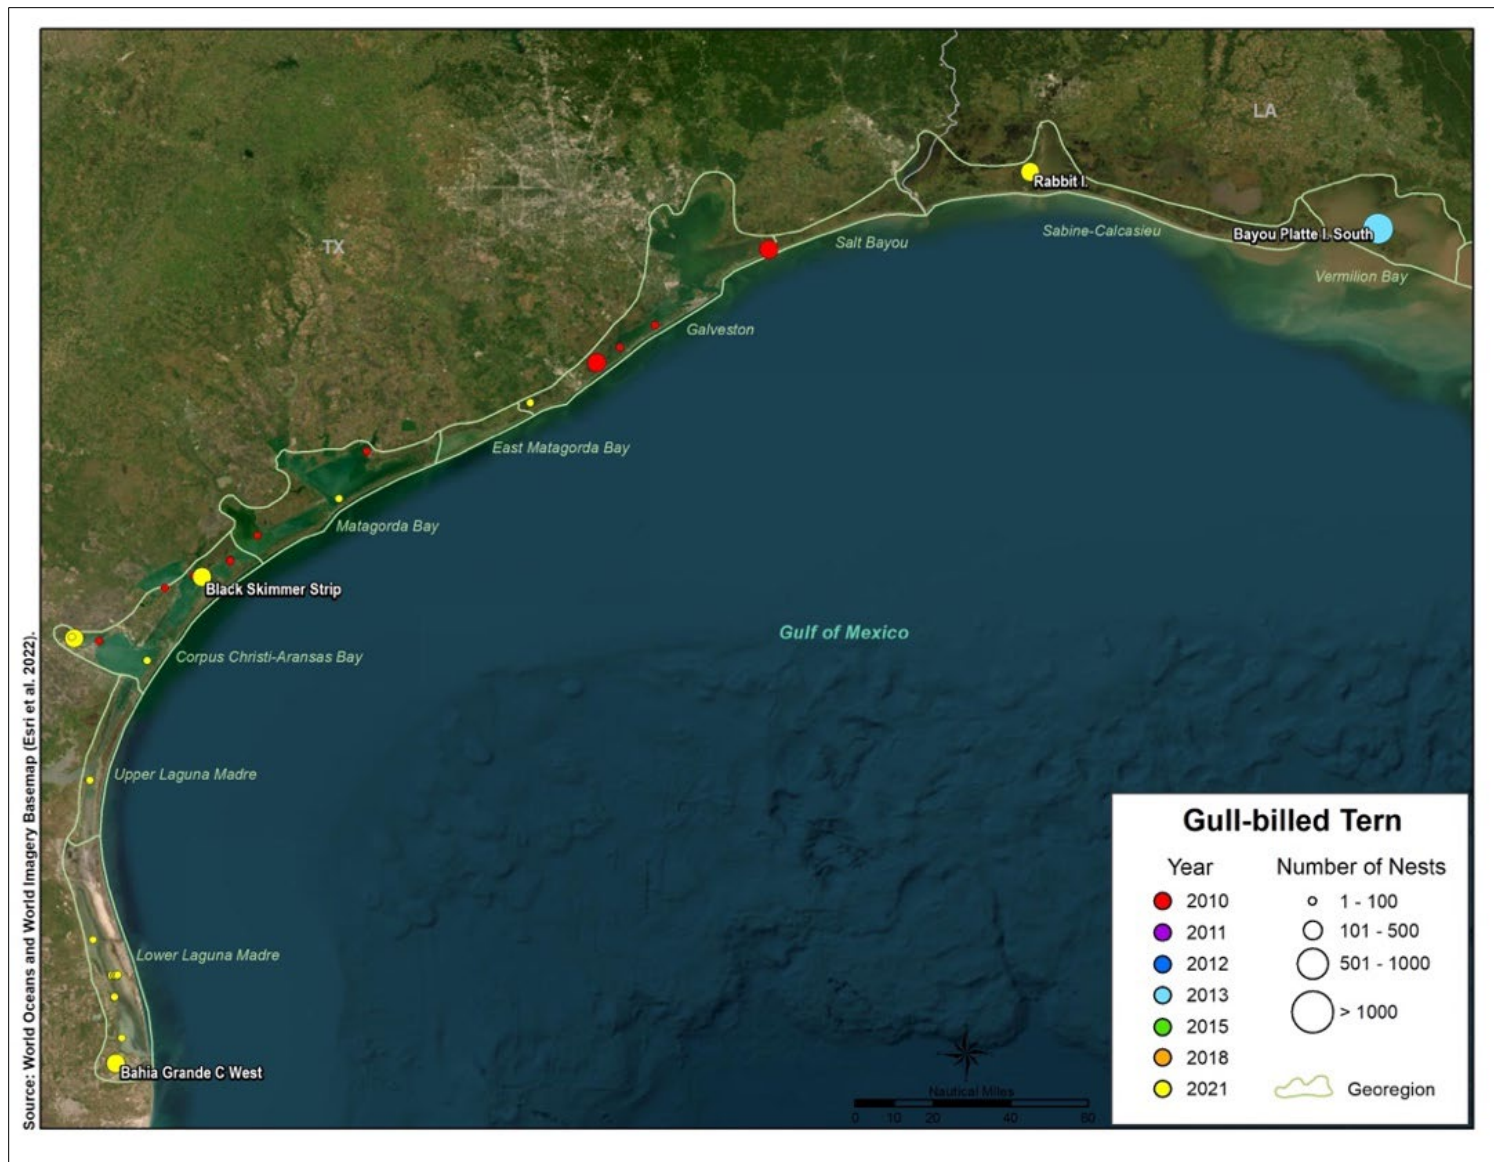 LA
TX
Rabbit I.
Bayou Platte I. South
Salt Bayou
Sabine-Calcasieu
Vermilion Bay
Galveston
East Matagorda Bay
Matagorda Bay
Black Skimmer Strip
Gulf of Mexico
Corpus Christi-Aransas Bay
Upper Laguna Madre
Lower Laguna Madre
Bahia Grande C West
Nautical Miles
0 10 20 40 60
Gull-billed Tern
Year
2010
2011
2012
2013
2015
2018
2021
Number of Nests
1 - 100
101 - 500
501 - 1000
> 1000
Georegion
Source: World Oceans and World Imagery Basemap (Esri et al. 2022).